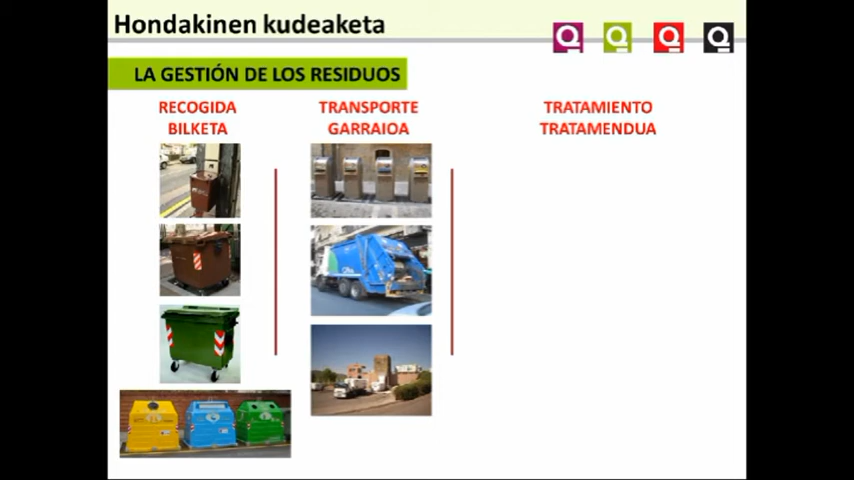 Hondakinen kudeaketa
LA GESTIÓN DE LOS RESIDUOS
RECOGIDA
BILKETA
TRANSPORTE
GARRAIOA
TRATAMIENTO
TRATAMENDUA